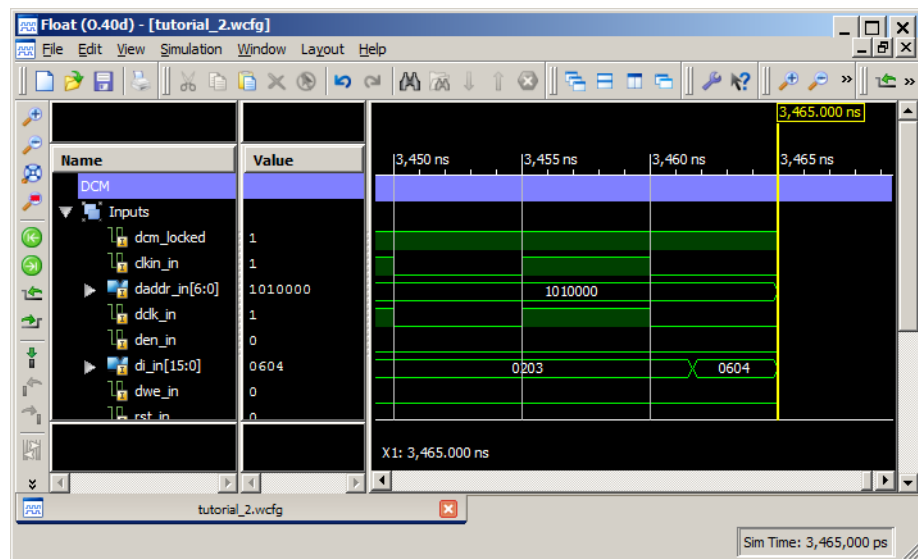 Float (0.40d) - [tutorial_2.wcfg]
File Edit View Simulation Window Layout Help
3,465.000 ns
Name Value |3,450 ns |3,455 ns |3,460 ns |3,465 ns
DCM
Inputs
dcm_locked 1
clkin_in 1
daddr_in[6:0] 1010000 1010000
dclk_in 1
den_in 0
di_in[15:0] 0604 0203 0604
dwe_in 0
rst_in 0
X1: 3,465.000 ns
tutorial_2.wcfg
Sim Time: 3,465,000 ps